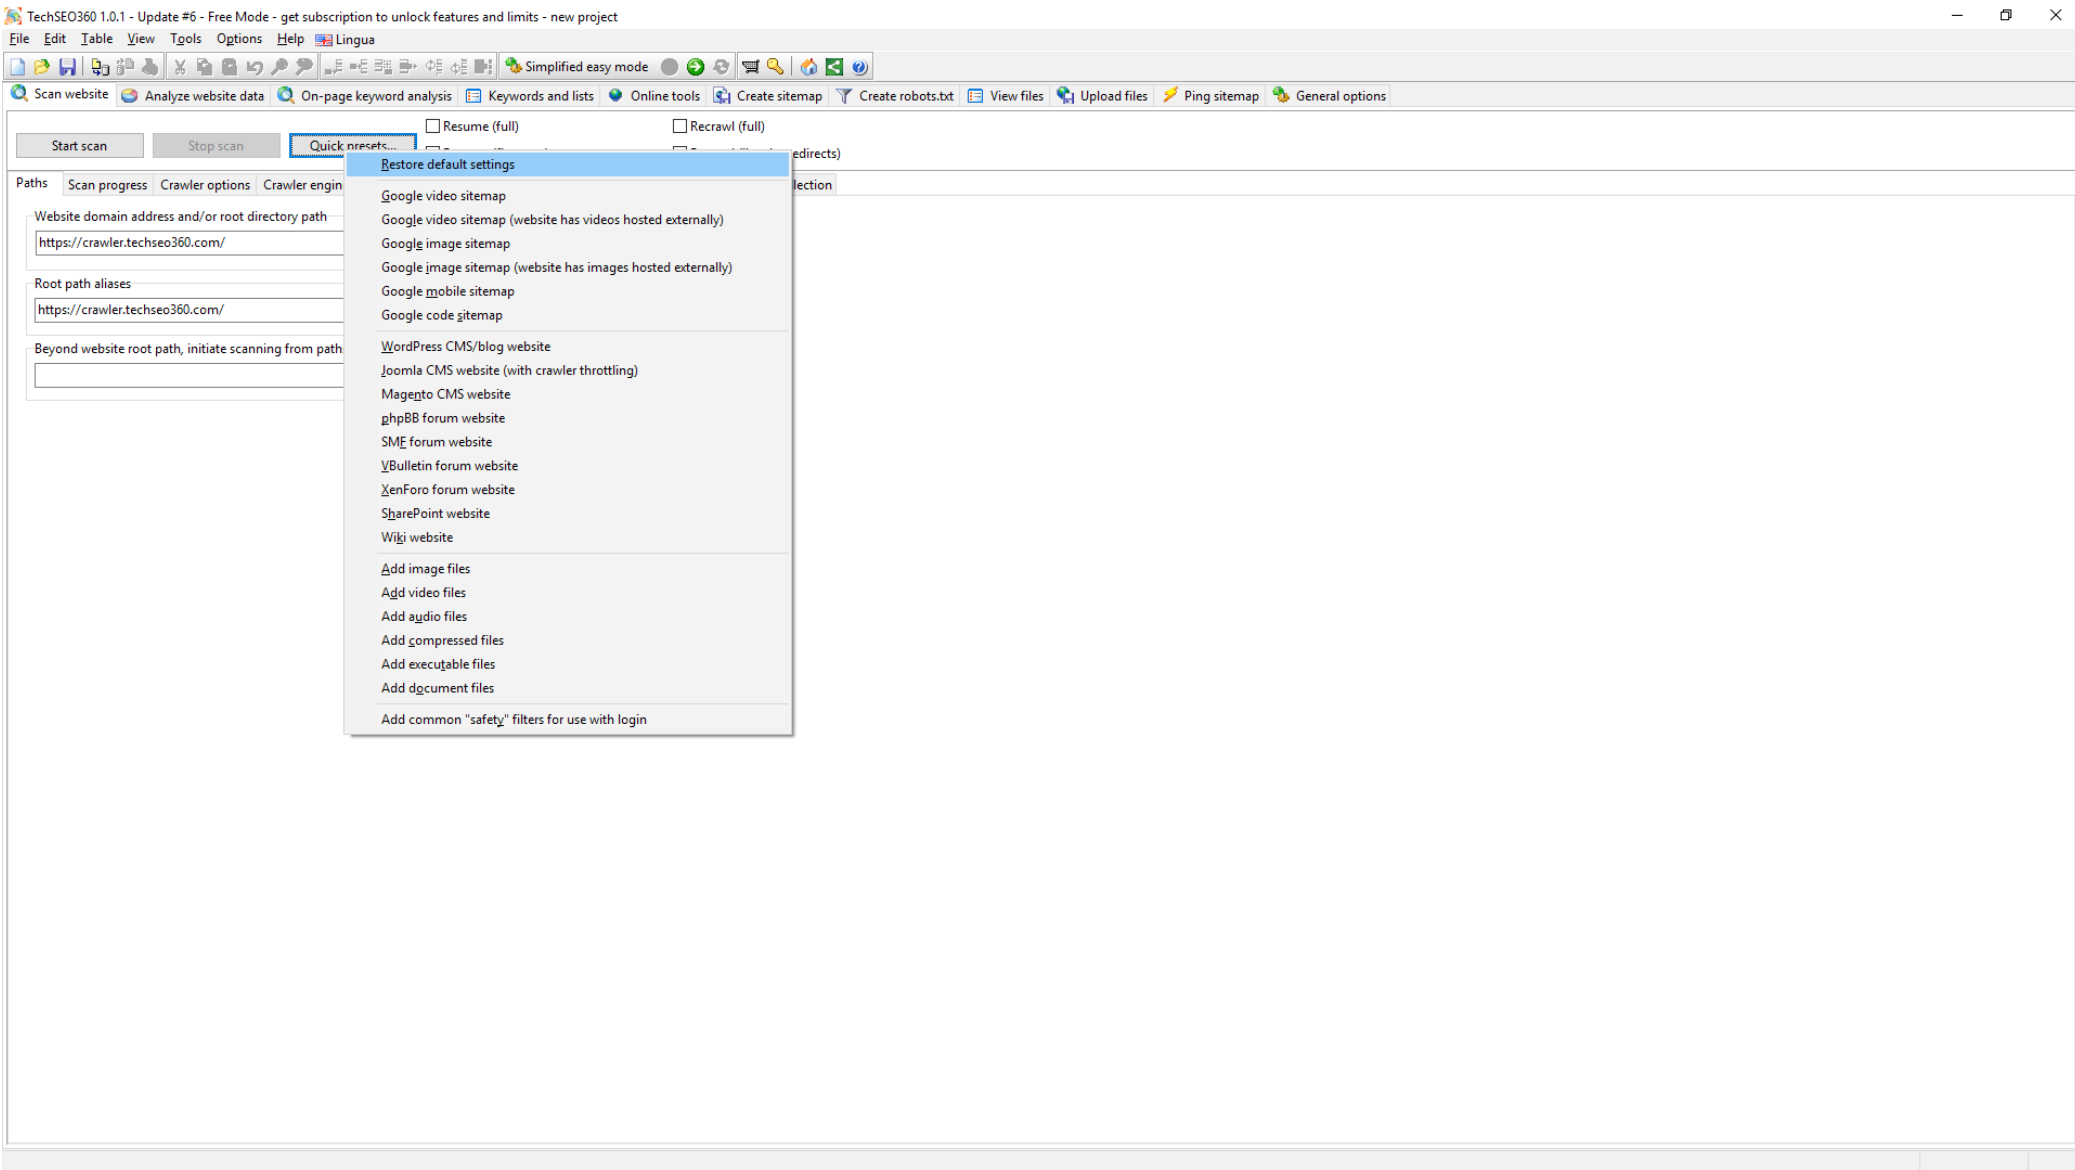 TechSEO360 1.0.1 - Update #6 - Free Mode - get subscription to unlock features and limits - new project
File Edit Table View Tools Options Help Lingua
Simplified easy mode
Scan website Analyze website data On-page keyword analysis Keywords and lists Online tools Create sitemap Create robots.txt View files Upload files Ping sitemap General options
Resume (full) Recrawl (full)
Start scan Stop scan Quick presets...
edirects)
Restore default settings
Paths Scan progress Crawler options Crawler engin lection
Google video sitemap
Website domain address and/or root directory path
Google video sitemap (website has videos hosted externally)
https://crawler.techseo360.com/
Google image sitemap
Google image sitemap (website has images hosted externally)
Root path aliases
Google mobile sitemap
https://crawler.techseo360.com/
Google code sitemap
Beyond website root path, initiate scanning from path
WordPress CMS/blog website
Joomla CMS website (with crawler throttling)
Magento CMS website
phpBB forum website
SMF forum website
VBulletin forum website
XenForo forum website
SharePoint website
Wiki website
Add image files
Add video files
Add audio files
Add compressed files
Add executable files
Add document files
Add common "safety" filters for use with login